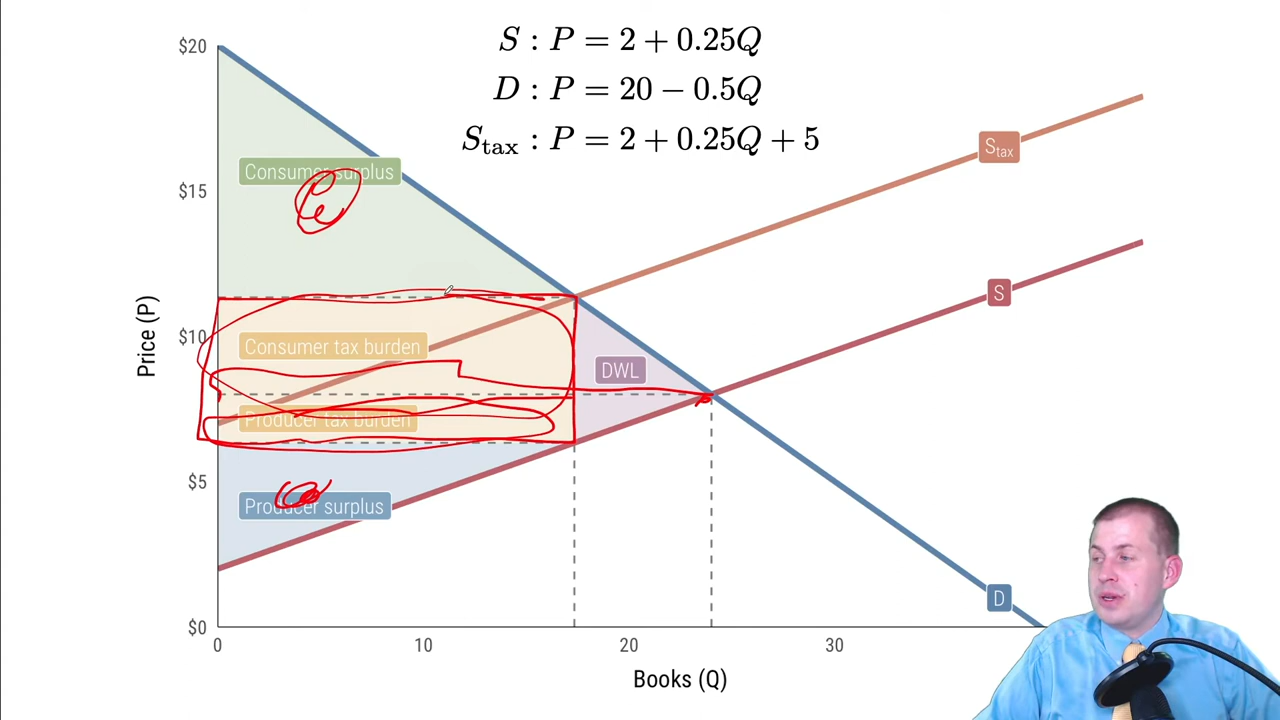 S : P = 2 + 0.25Q
D : P = 20 − 0.5Q
S_tax : P = 2 + 0.25Q + 5
$20
$15
$10
$5
$0
Price (P)
Consumer surplus
Consumer tax burden
Producer tax burden
Producer surplus
DWL
S_tax
S
D
0
10
20
30
Books (Q)